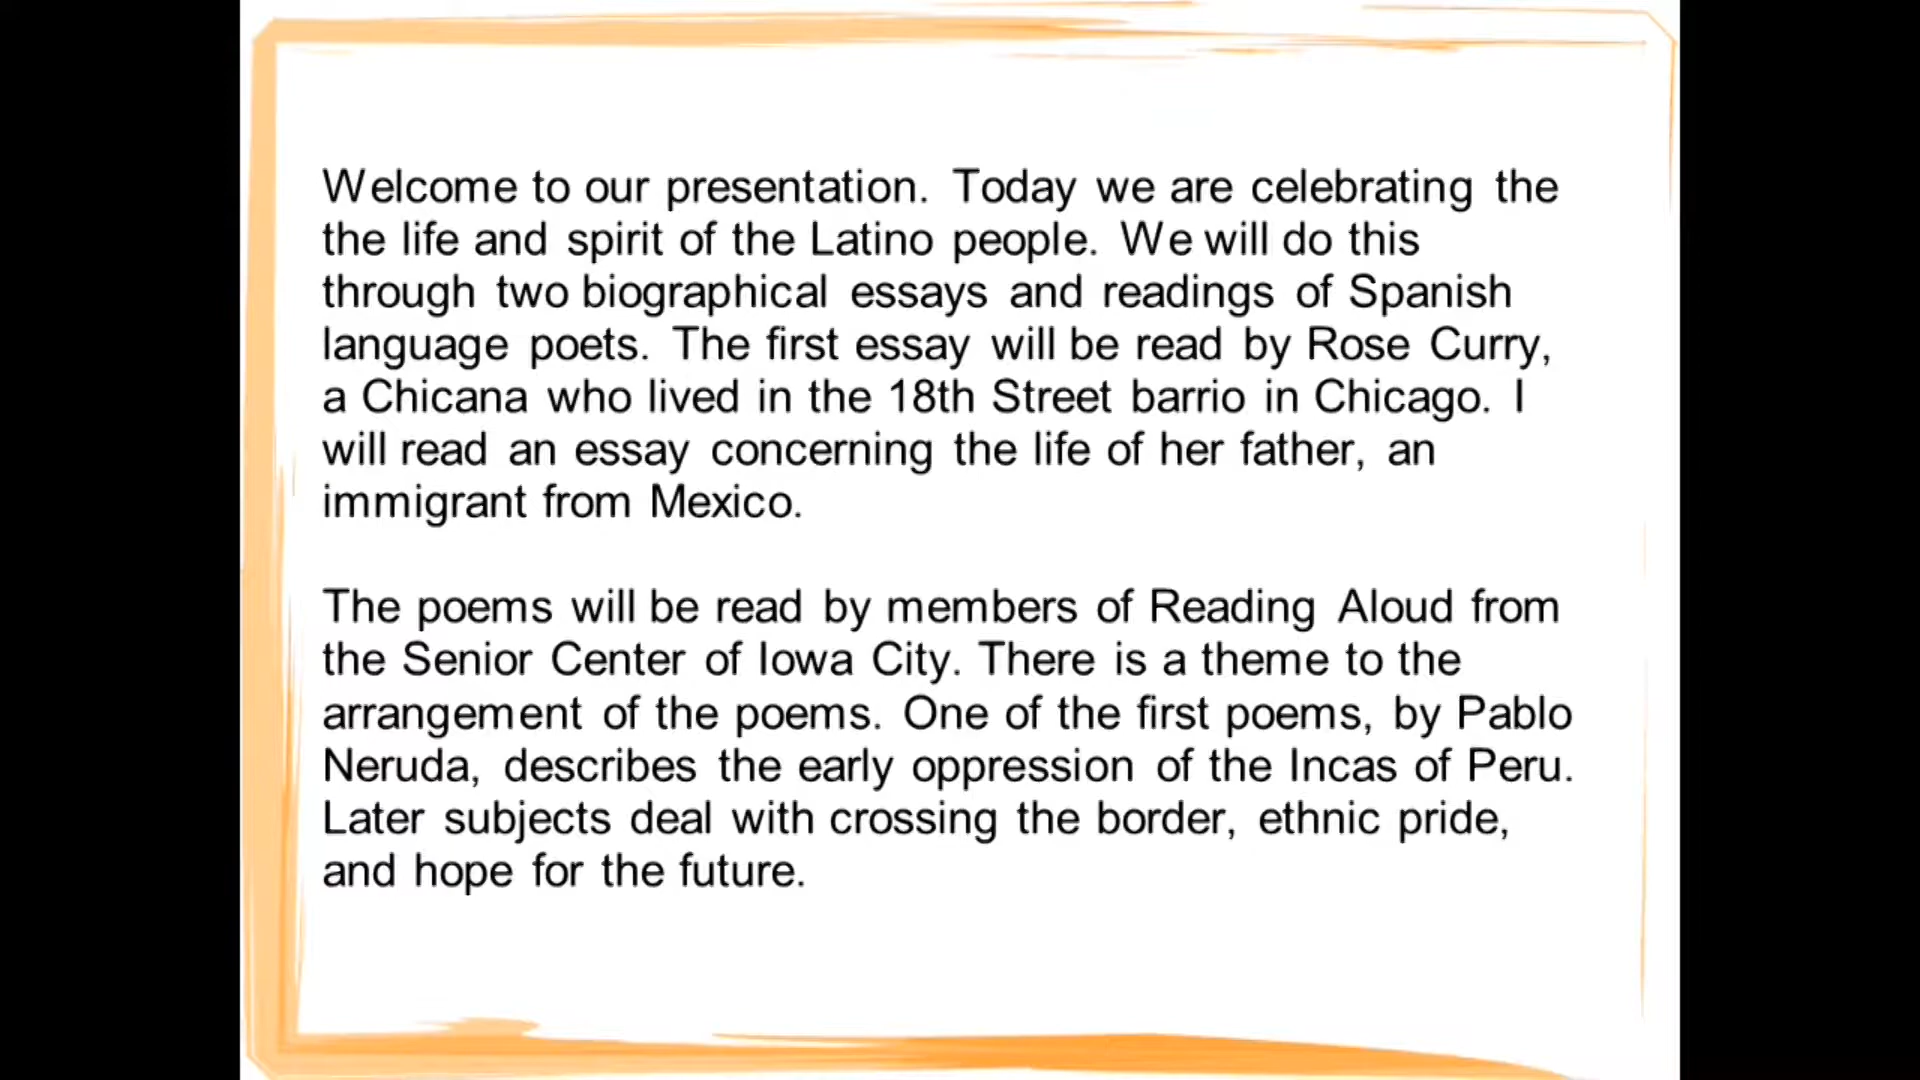 Welcome to our presentation. Today we are celebrating the
the life and spirit of the Latino people. We will do this
through two biographical essays and readings of Spanish
language poets. The first essay will be read by Rose Curry,
a Chicana who lived in the 18th Street barrio in Chicago. I
will read an essay concerning the life of her father, an
immigrant from Mexico.
The poems will be read by members of Reading Aloud from
the Senior Center of Iowa City. There is a theme to the
arrangement of the poems. One of the first poems, by Pablo
Neruda, describes the early oppression of the Incas of Peru.
Later subjects deal with crossing the border, ethnic pride,
and hope for the future.